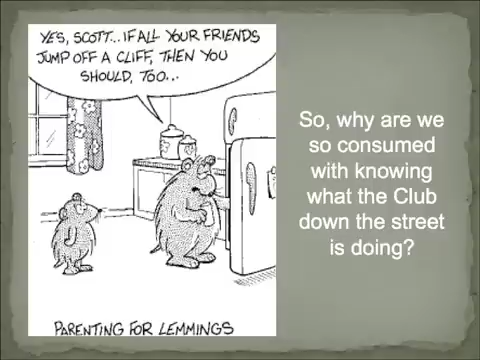 YES, SCOTT...IF ALL YOUR FRIENDS
JUMP OFF A CLIFF, THEN YOU
SHOULD, TOO...
PARENTING FOR LEMMINGS
So, why are we
so consumed
with knowing
what the Club
down the street
is doing?